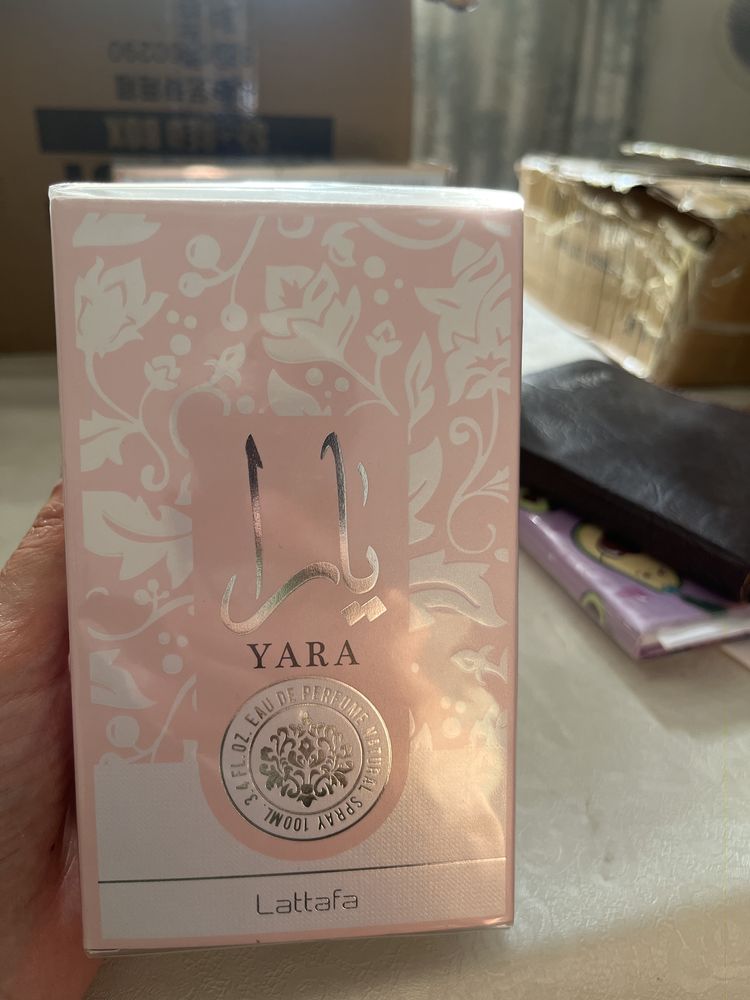 يارا
YARA
EAU DE PERFUME NATURAL SPRAY 100ML. 3.4 FL.OZ.
Lattafa